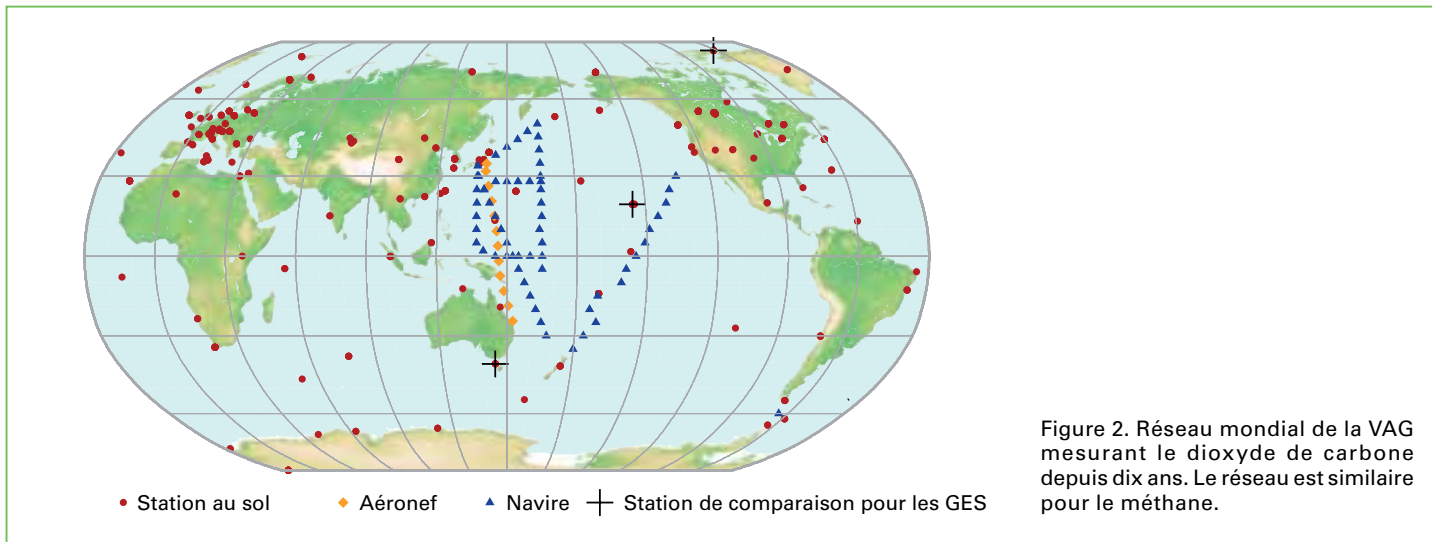 Station au sol Aéronef Navire Station de comparaison pour les GES
Figure 2. Réseau mondial de la VAG
mesurant le dioxyde de carbone
depuis dix ans. Le réseau est similaire
pour le méthane.